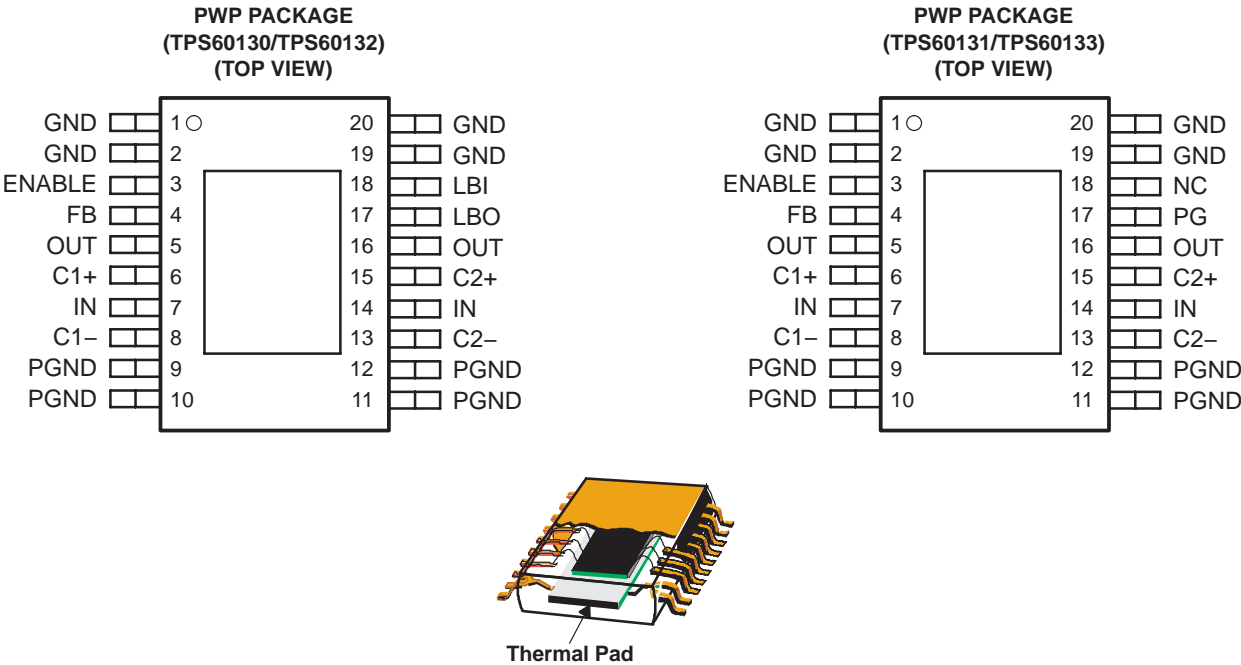 PWP PACKAGE
(TPS60130/TPS60132)
(TOP VIEW)
GND 1 20 GND
GND 2 19 GND
ENABLE 3 18 LBI
FB 4 17 LBO
OUT 5 16 OUT
C1+ 6 15 C2+
IN 7 14 IN
C1– 8 13 C2–
PGND 9 12 PGND
PGND 10 11 PGND
PWP PACKAGE
(TPS60131/TPS60133)
(TOP VIEW)
GND 1 20 GND
GND 2 19 GND
ENABLE 3 18 NC
FB 4 17 PG
OUT 5 16 OUT
C1+ 6 15 C2+
IN 7 14 IN
C1– 8 13 C2–
PGND 9 12 PGND
PGND 10 11 PGND
Thermal Pad